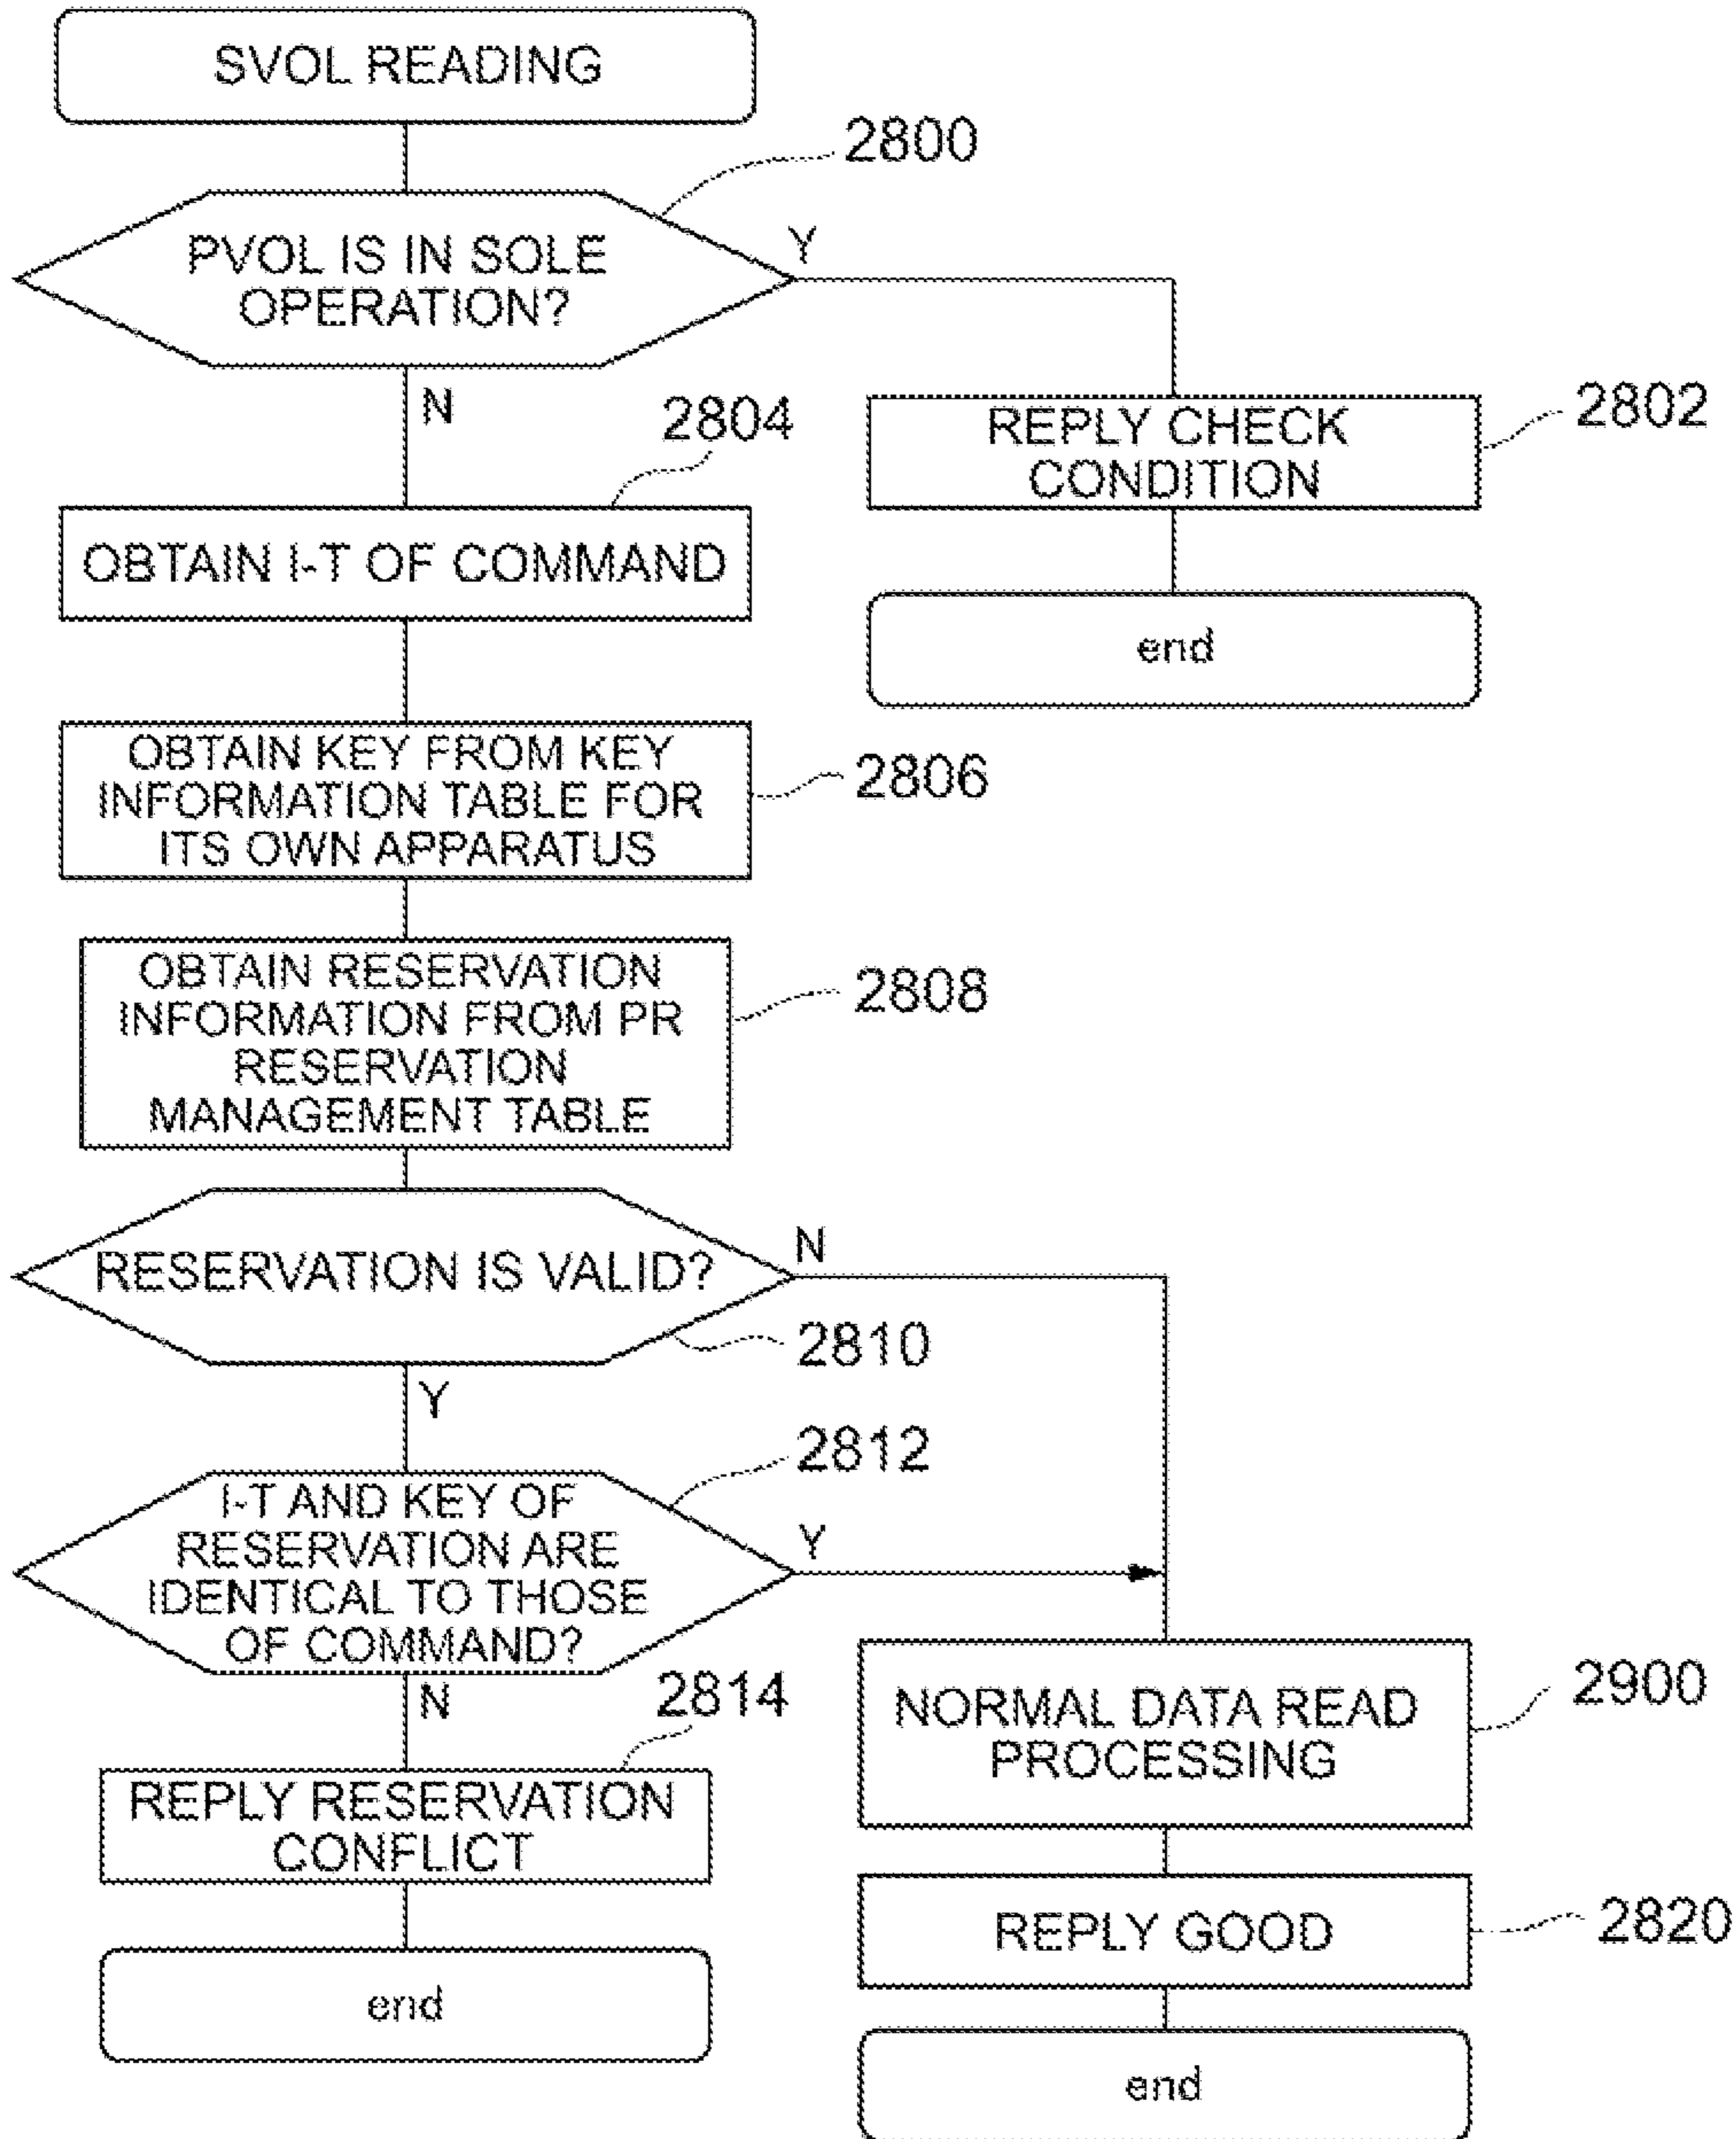 SVOL READING
2800
PVOL IS IN SOLE
OPERATION?
Y
N
2804
REPLY CHECK
CONDITION
2802
OBTAIN I-T OF COMMAND
end
OBTAIN KEY FROM KEY
INFORMATION TABLE FOR
ITS OWN APPARATUS
2806
OBTAIN RESERVATION
INFORMATION FROM PR
RESERVATION
MANAGEMENT TABLE
2808
RESERVATION IS VALID?
N
2810
Y
2812
I-T AND KEY OF
RESERVATION ARE
IDENTICAL TO THOSE
OF COMMAND?
Y
N
2814
REPLY RESERVATION
CONFLICT
end
NORMAL DATA READ
PROCESSING
2900
REPLY GOOD
2820
end